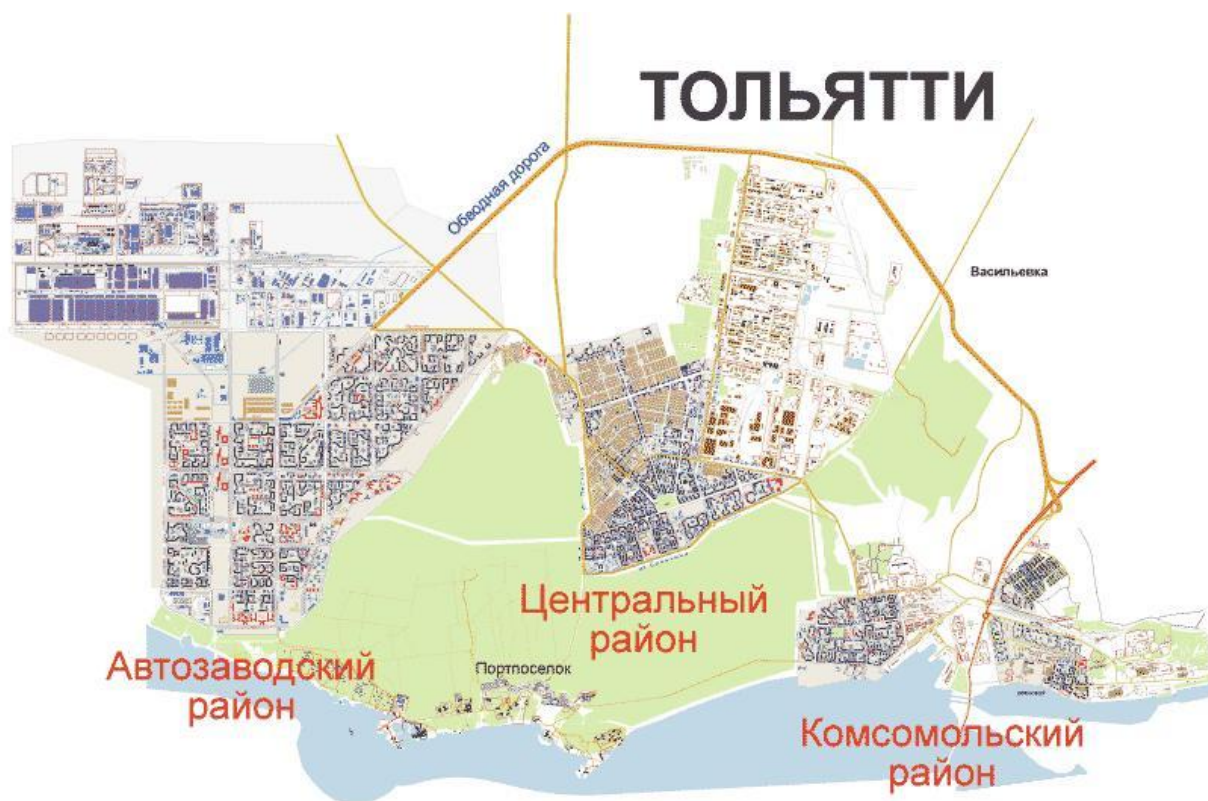 ТОЛЬЯТТИ
Обводная дорога
Васильевка
Центральный
район
Портпоселок
Автозаводский
район
Комсомольский
район